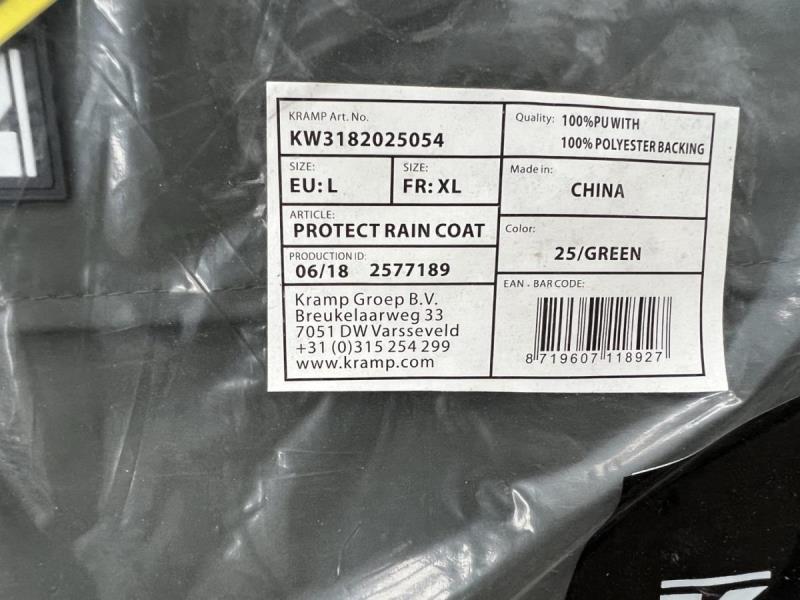 KRAMP Art. No.
KW3182025054
SIZE:
EU: L
SIZE:
FR: XL
ARTICLE:
PROTECT RAIN COAT
PRODUCTION ID:
06/18 2577189
Kramp Groep B.V.
Breukelaarweg 33
7051 DW Varsseveld
+31 (0)315 254 299
www.kramp.com
Quality: 100%PU WITH
100% POLYESTER BACKING
Made in:
CHINA
Color:
25/GREEN
EAN - BAR CODE:
8 719607 118927